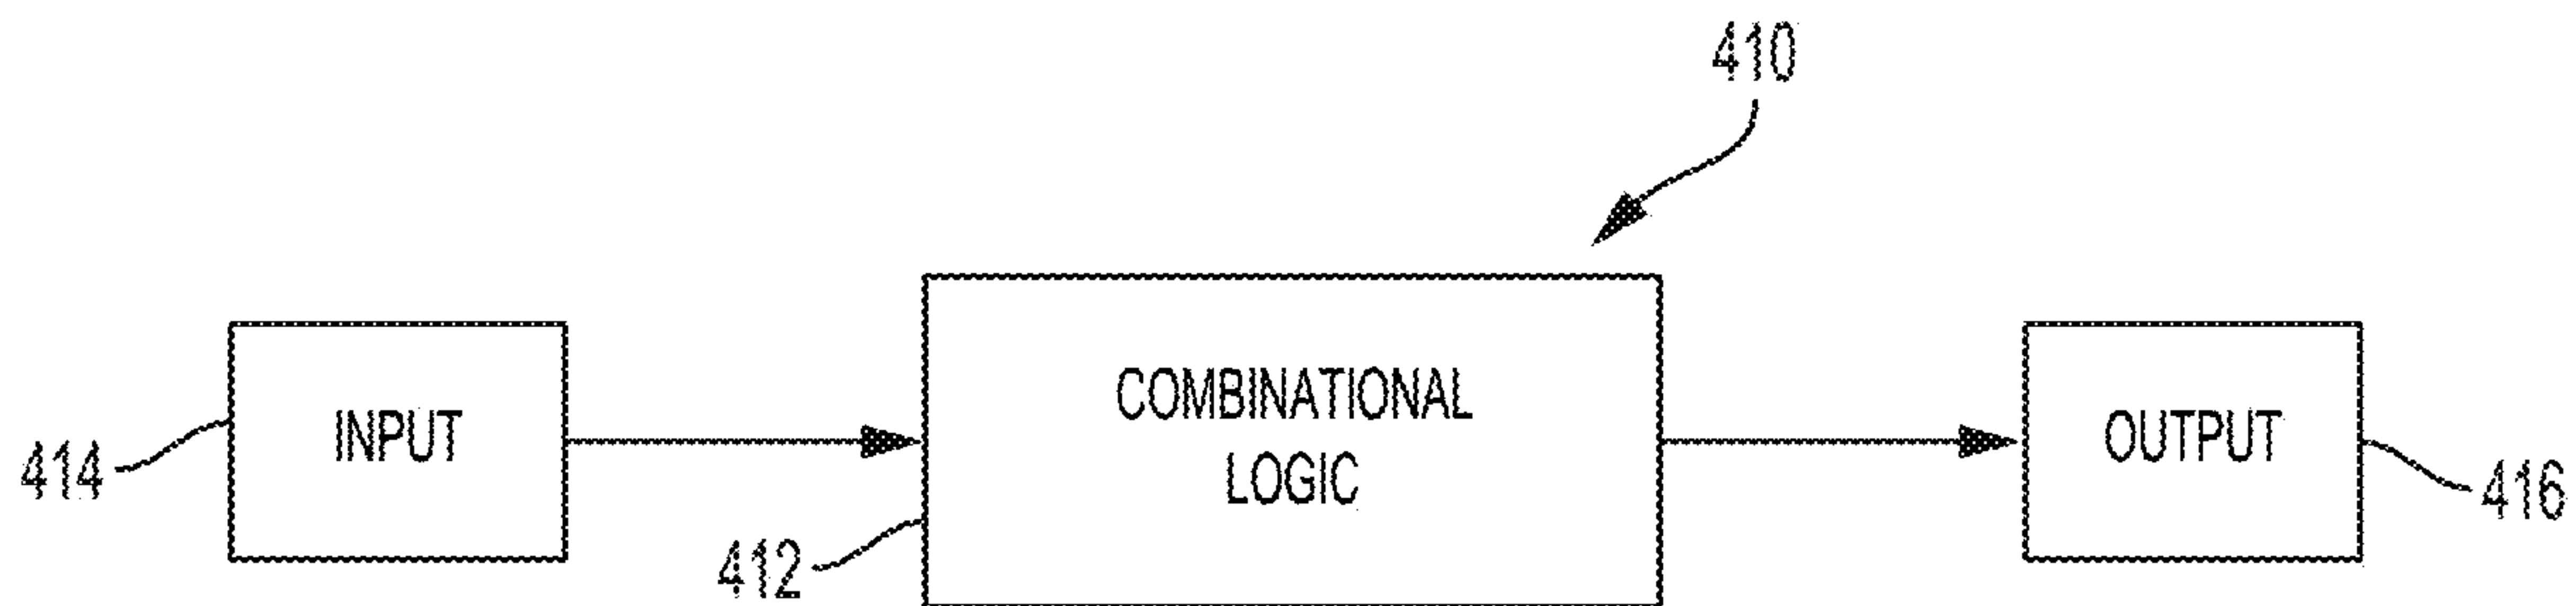 410
INPUT
COMBINATIONAL
LOGIC
OUTPUT
414
412
416